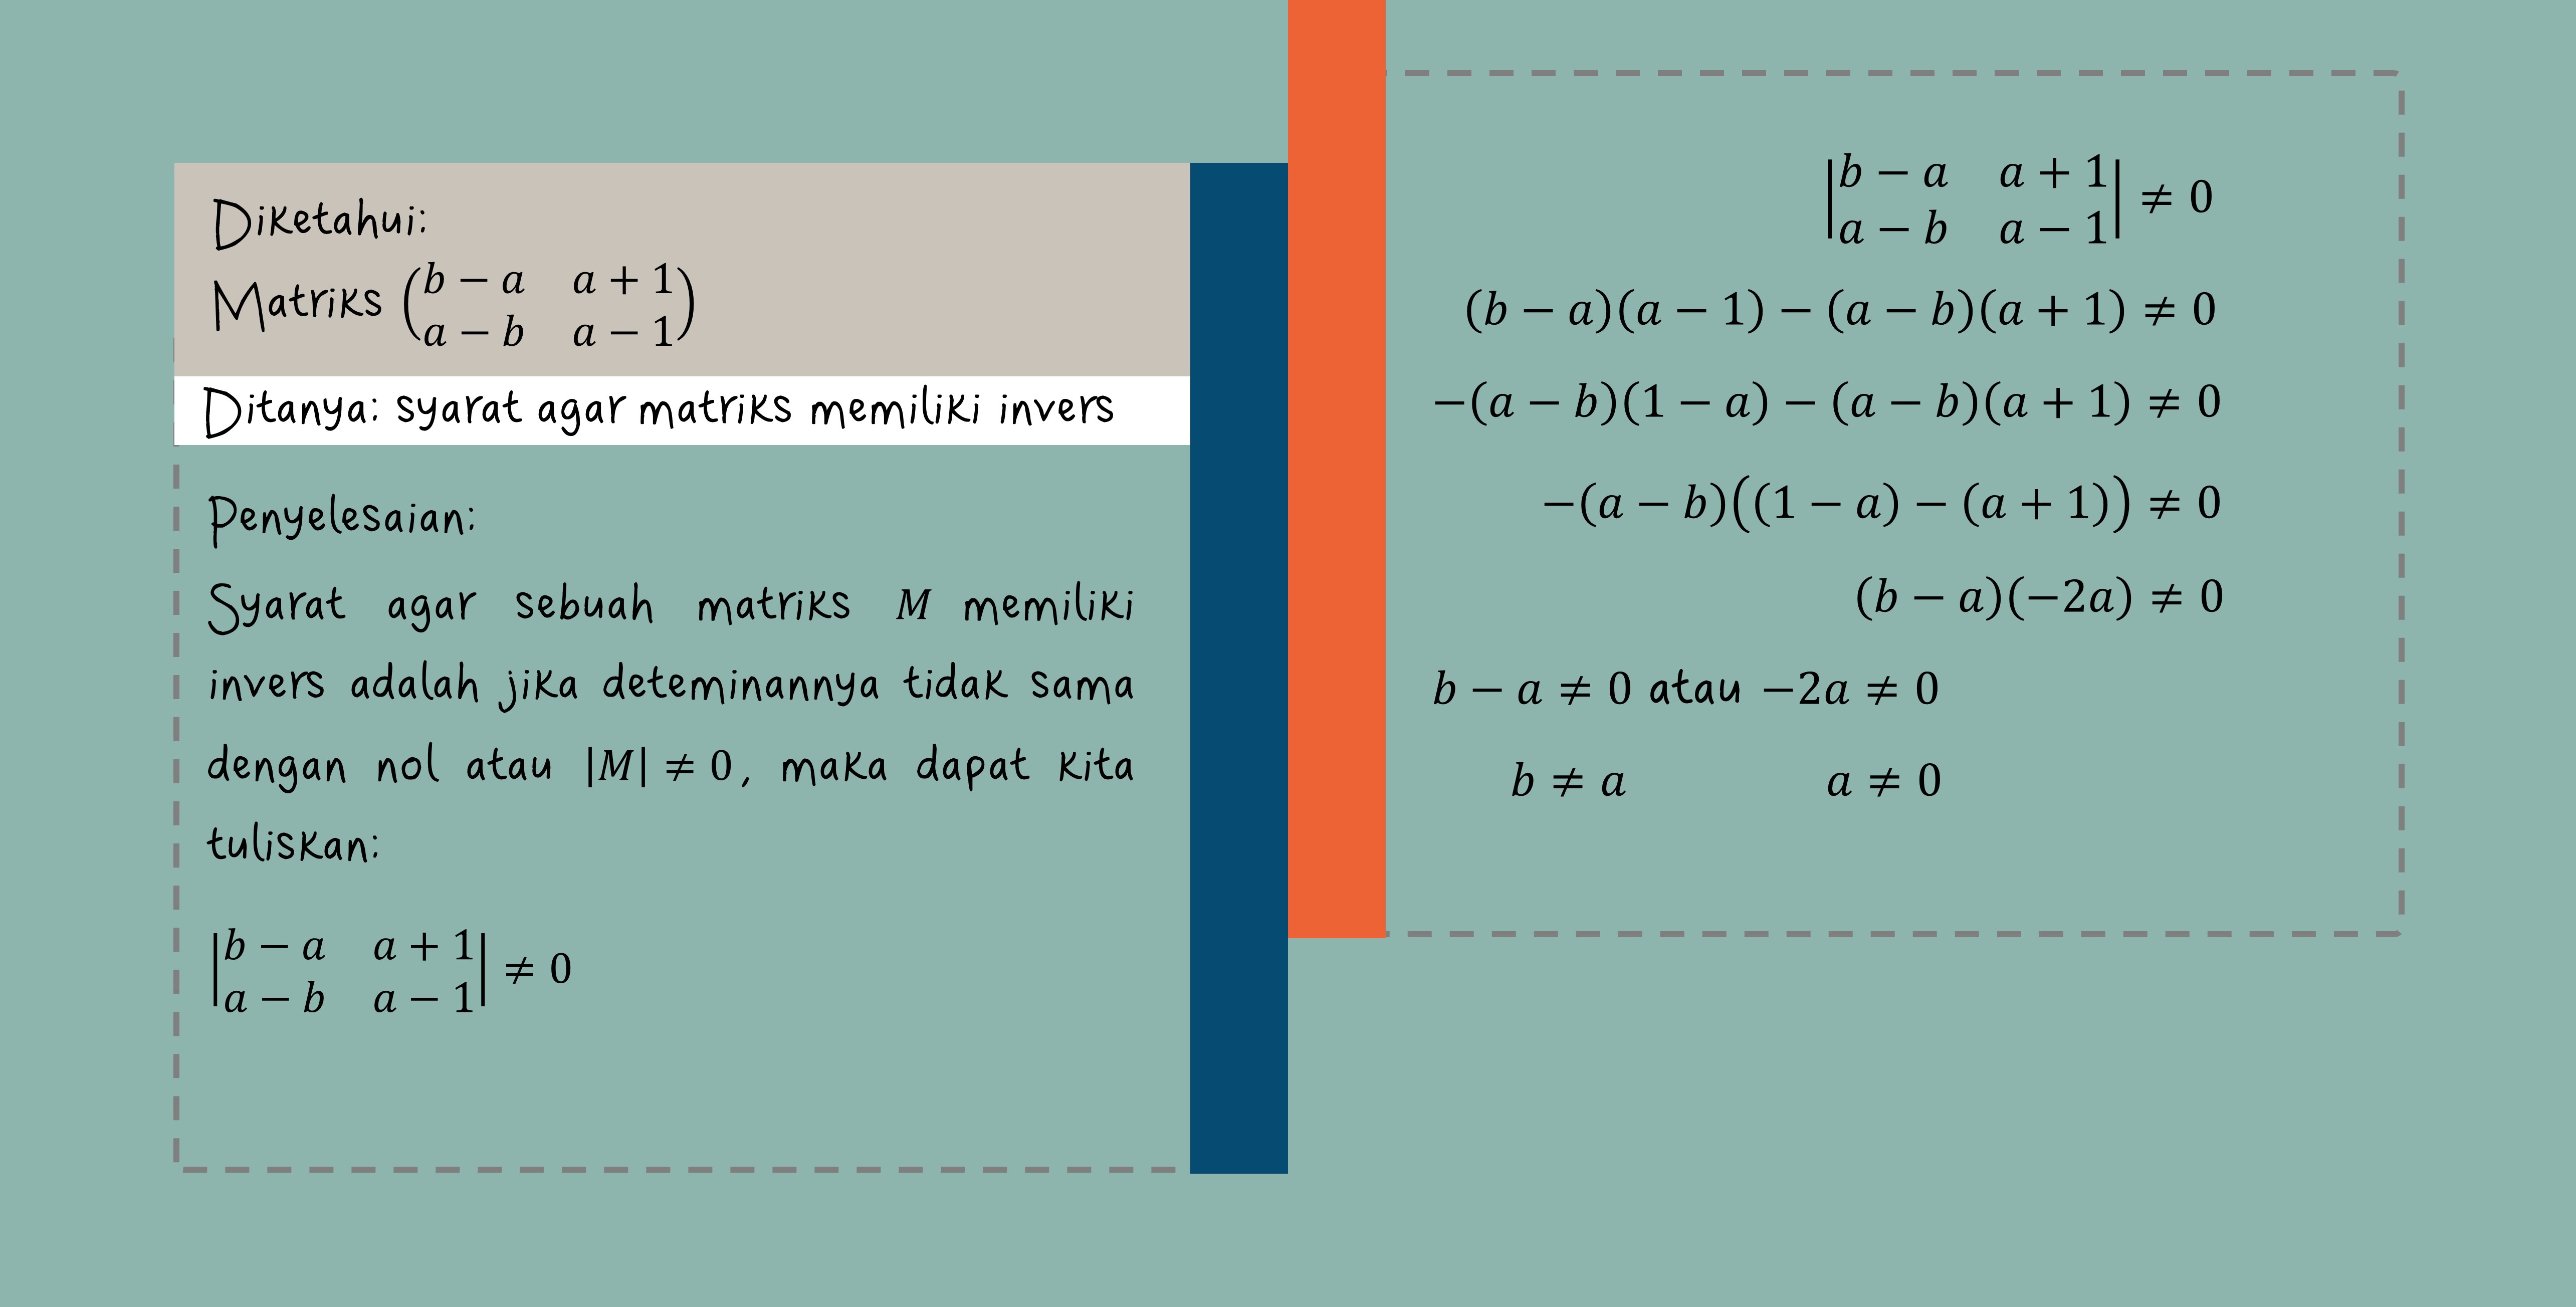 Diketahui:
Matriks $\begin{pmatrix} b-a & a+1 \\ a-b & a-1 \end{pmatrix}$
Ditanya: syarat agar matriks memiliki invers
Penyelesaian:
Syarat agar sebuah matriks $M$ memiliki
invers adalah jika deteminannya tidak sama
dengan nol atau $|M| \neq 0$, maka dapat kita
tuliskan:
$\begin{vmatrix} b-a & a+1 \\ a-b & a-1 \end{vmatrix} \neq 0$
$\begin{vmatrix} b-a & a+1 \\ a-b & a-1 \end{vmatrix} \neq 0$
$(b-a)(a-1)-(a-b)(a+1) \neq 0$
$-(a-b)(1-a)-(a-b)(a+1) \neq 0$
$-(a-b)((1-a)-(a+1)) \neq 0$
$(b-a)(-2a) \neq 0$
$b-a \neq 0$ atau $-2a \neq 0$
$b \neq a$ $a \neq 0$